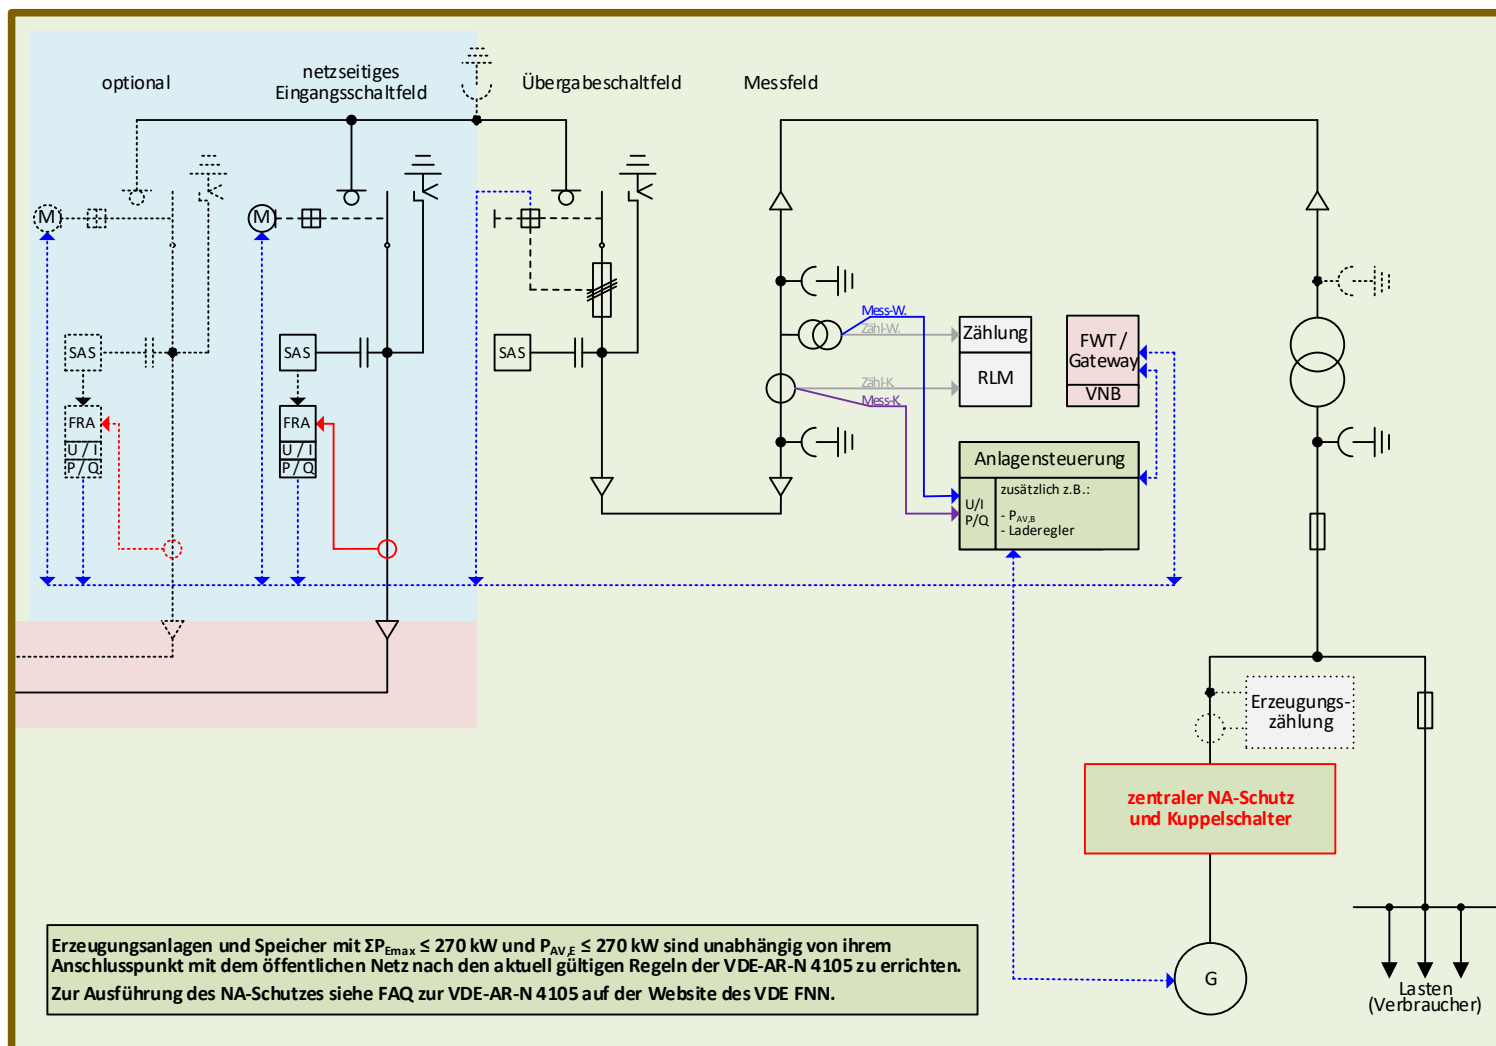 optional
netzseitiges
Eingangsschaltfeld
Übergabeschaltfeld
Messfeld
M
M
SAS
SAS
SAS
FRA
U / I
P / Q
FRA
U / I
P / Q
Mess-W.
Zähl-W.
Zähl-K.
Mess-K.
Zählung
RLM
FWT /
Gateway
VNB
Anlagensteuerung
U/I
P/Q
zusätzlich z.B.:
- PAV,B
- Laderegler
Erzeugungs-
zählung
zentraler NA-Schutz
und Kuppelschalter
G
Lasten
(Verbraucher)
Erzeugungsanlagen und Speicher mit ΣPEmax ≤ 270 kW und PAV,E ≤ 270 kW sind unabhängig von ihrem
Anschlusspunkt mit dem öffentlichen Netz nach den aktuell gültigen Regeln der VDE-AR-N 4105 zu errichten.
Zur Ausführung des NA-Schutzes siehe FAQ zur VDE-AR-N 4105 auf der Website des VDE FNN.